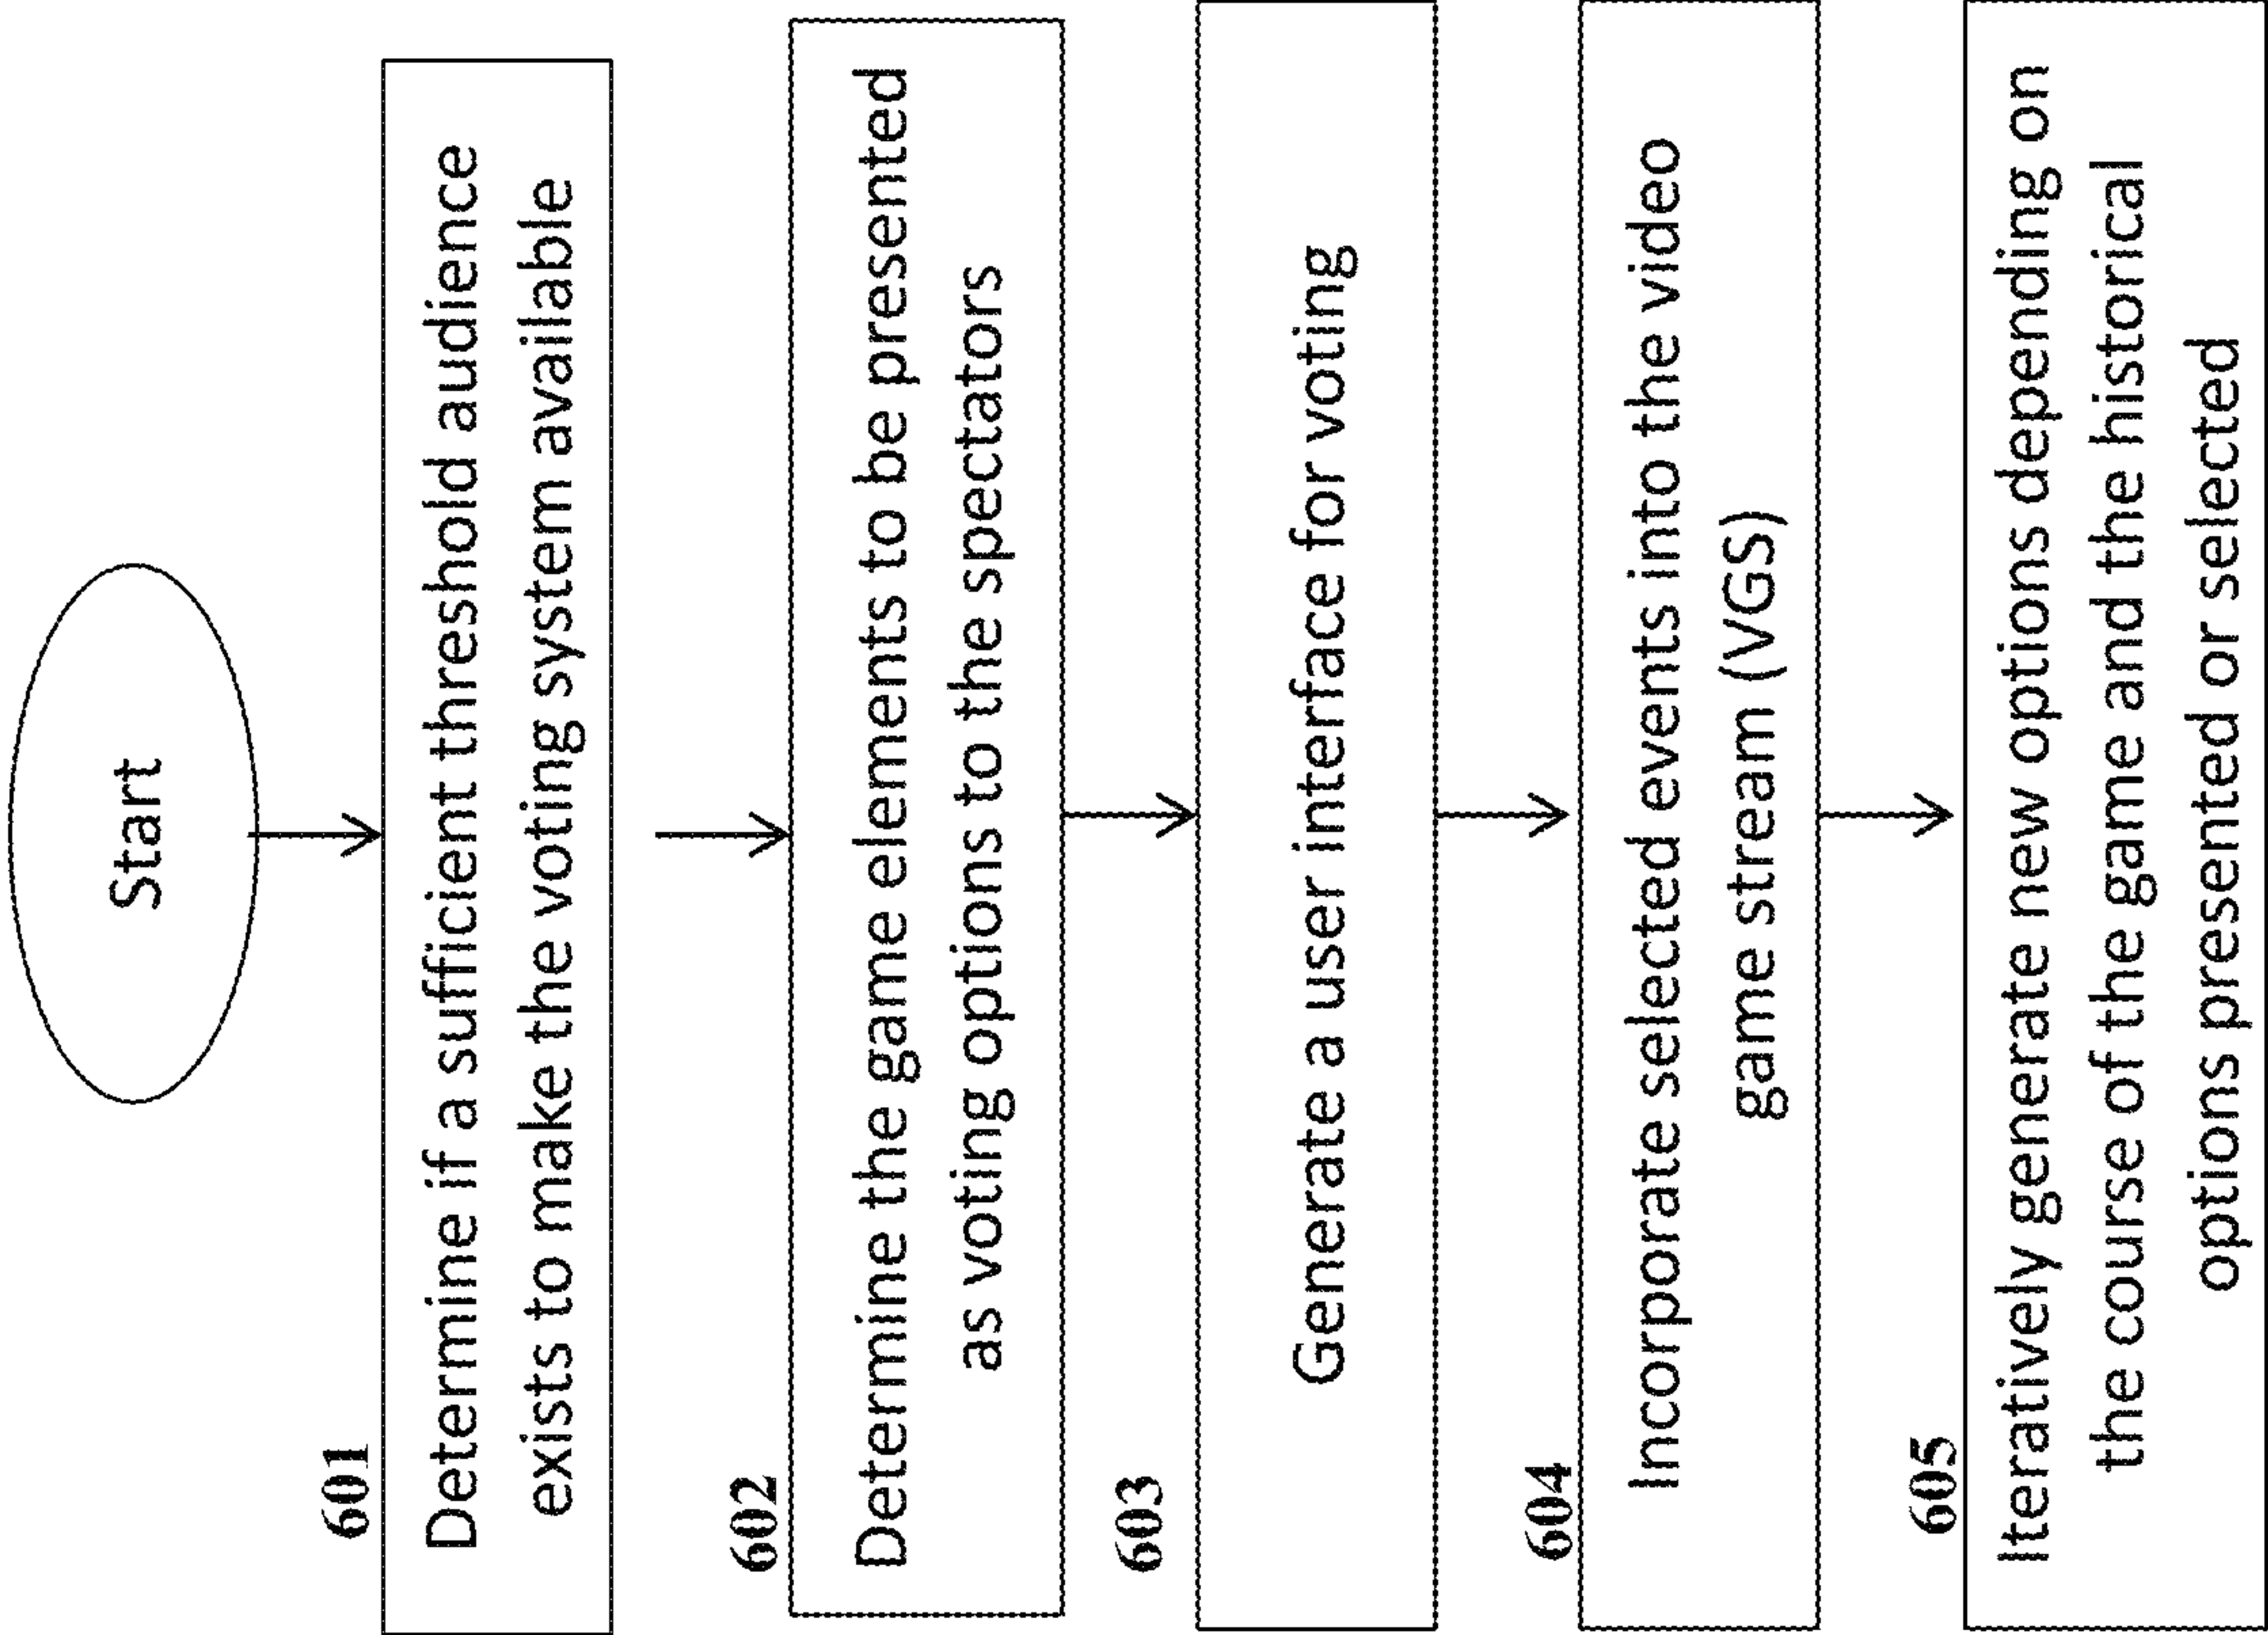 Start
601
Determine if a sufficient threshold audience
exists to make the voting system available
602
Determine the game elements to be presented
as voting options to the spectators
603
Generate a user interface for voting
604
Incorporate selected events into the video
game stream (VGS)
605
Iteratively generate new options depending on
the course of the game and the historical
options presented or selected